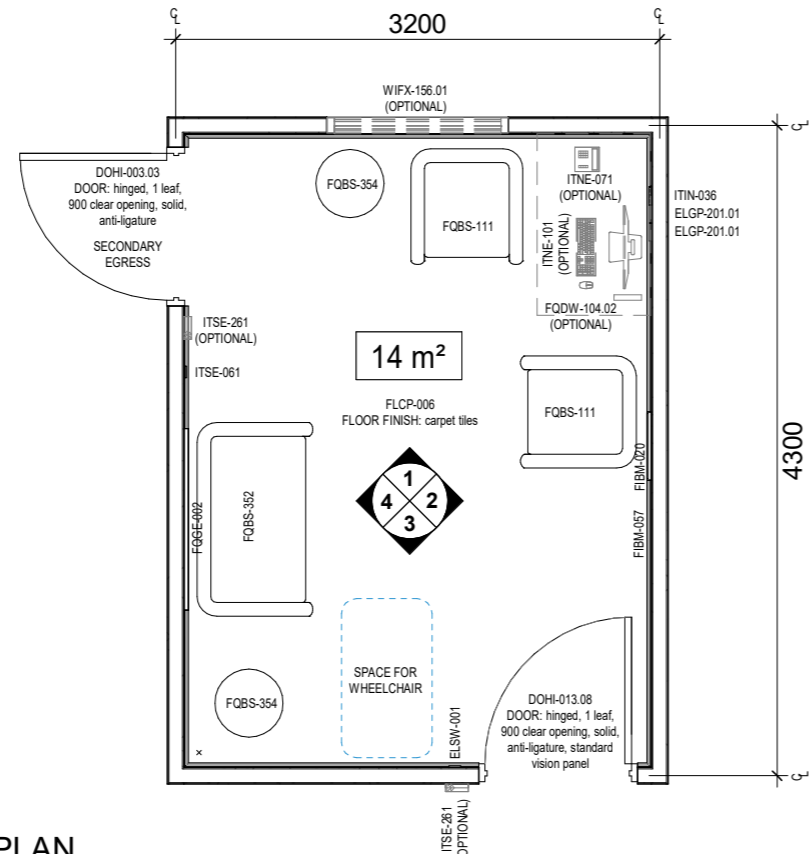 ℄
℄
3200
WIFX-156.01
(OPTIONAL)
℄
DOHI-003.03
DOOR: hinged, 1 leaf,
900 clear opening, solid,
anti-ligature
SECONDARY
EGRESS
FQBS-354
FQBS-111
ITNE-071
(OPTIONAL)
ITNE-101
(OPTIONAL)
FQDW-104.02
(OPTIONAL)
ITIN-036
ELGP-201.01
ELGP-201.01
ITSE-261
(OPTIONAL)
ITSE-061
14 m²
FLCP-006
FLOOR FINISH: carpet tiles
FQBS-111
4300
1
4
2
3
FQGE-002
FQBS-352
FIBM-020
FIBM-057
SPACE FOR
WHEELCHAIR
FQBS-354
x
ELSW-001
DOHI-013.08
DOOR: hinged, 1 leaf,
900 clear opening, solid,
anti-ligature, standard
vision panel
℄
ITSE-261
(OPTIONAL)
PLAN